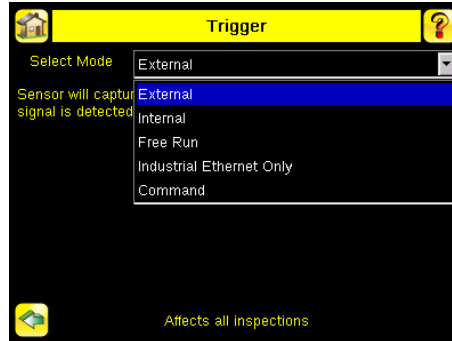 Trigger
?
Select Mode
External
Sensor will captur
signal is detected
External
Internal
Free Run
Industrial Ethernet Only
Command
Affects all inspections